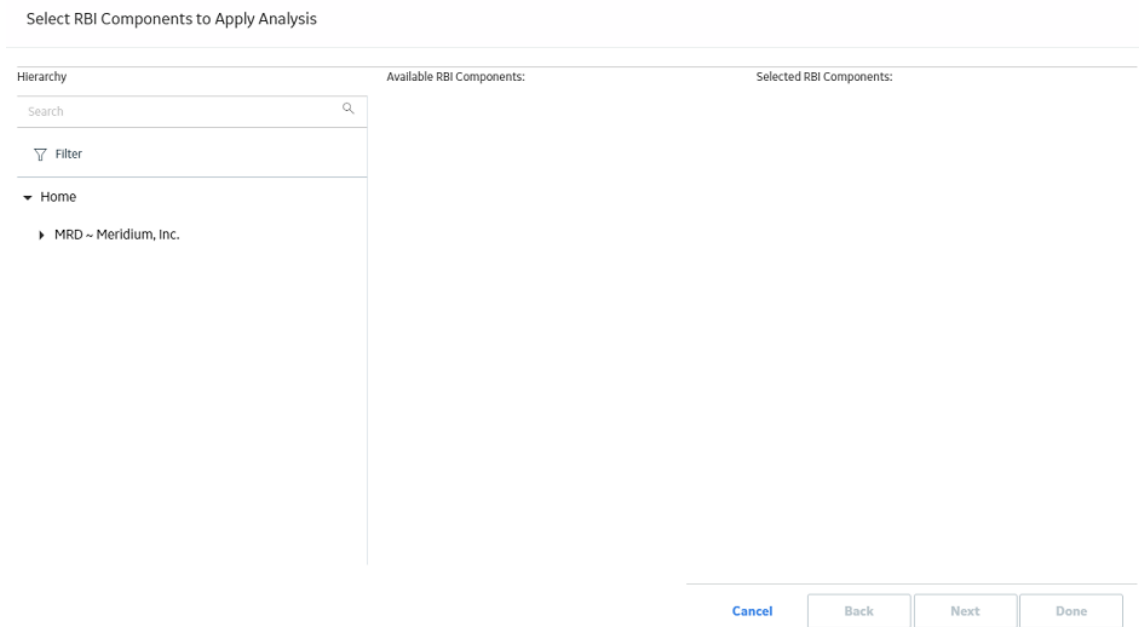 Select RBI Components to Apply Analysis
Hierarchy
Available RBI Components:
Selected RBI Components:
Search
Filter
Home
MRD ~ Meridium, Inc.
Cancel
Back
Next
Done